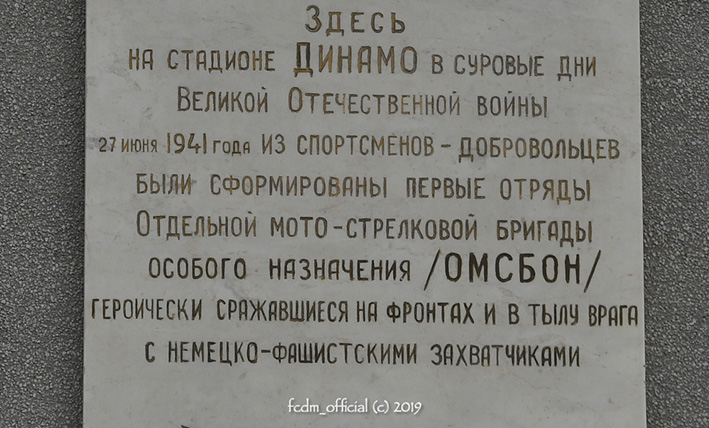 Здесь
на стадионе Динамо в суровые дни
Великой Отечественной войны
27 июня 1941 года из спортсменов - добровольцев
были сформированы первые отряды
Отдельной мото-стрелковой бригады
особого назначения /ОМСБОН/
героически сражавшиеся на фронтах и в тылу врага
с немецко-фашистскими захватчиками
fcdm_official (c) 2019